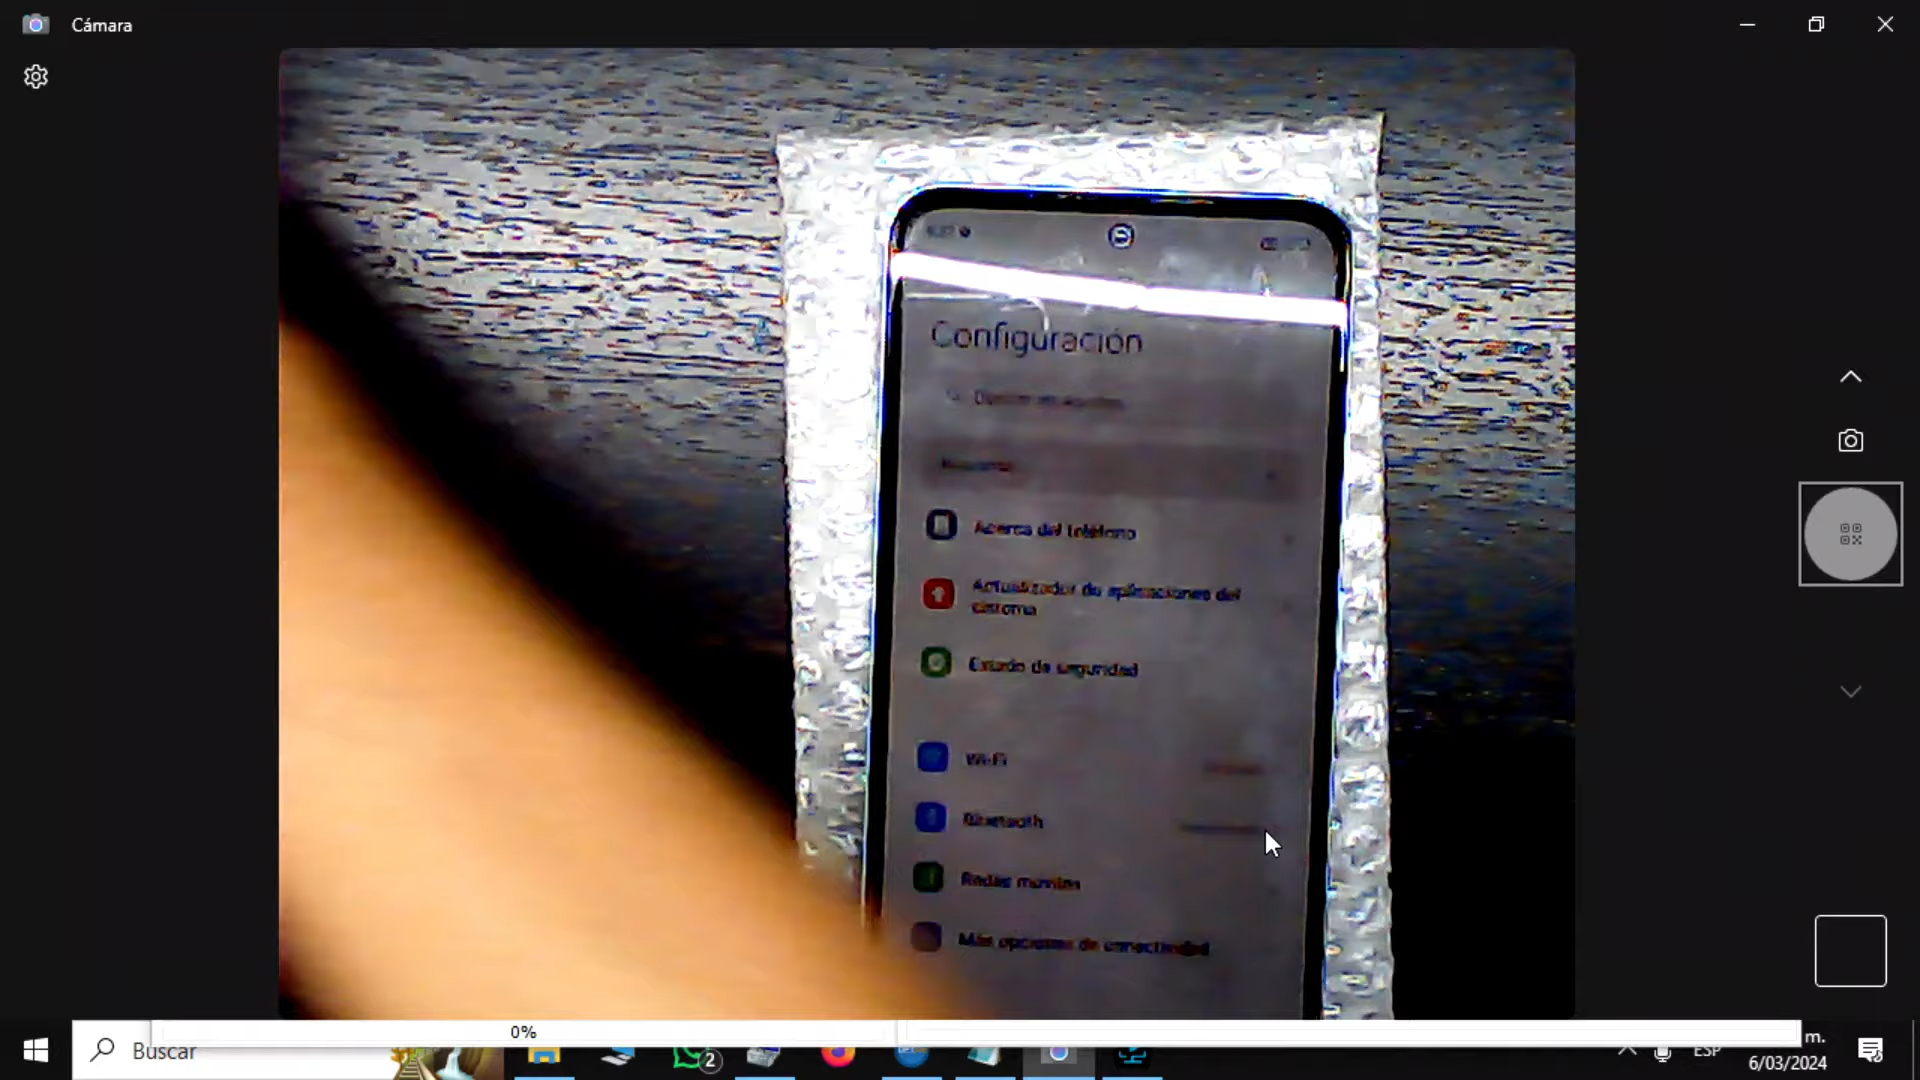 Cámara
Configuración
Acerca del teléfono
Actualizador de aplicaciones del
sistema
Estado de seguridad
Wi-Fi
Bluetooth
Redes móviles
Más opciones de conectividad
0%
Buscar
2
ESP
m.
6/03/2024